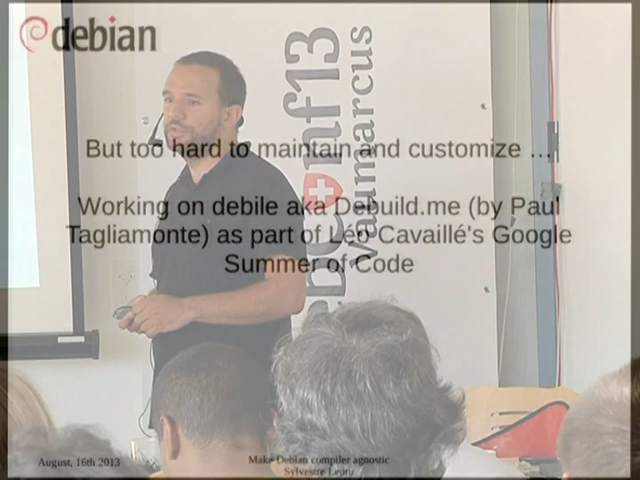 debian
But too hard to maintain and customize …
Working on debile aka Debuild.me (by Paul
Tagliamonte) as part of Léo Cavaillé's Google
Summer of Code
Vaumarcus
August, 16th 2013
Make Debian compiler agnostic
Sylvestre Ledru